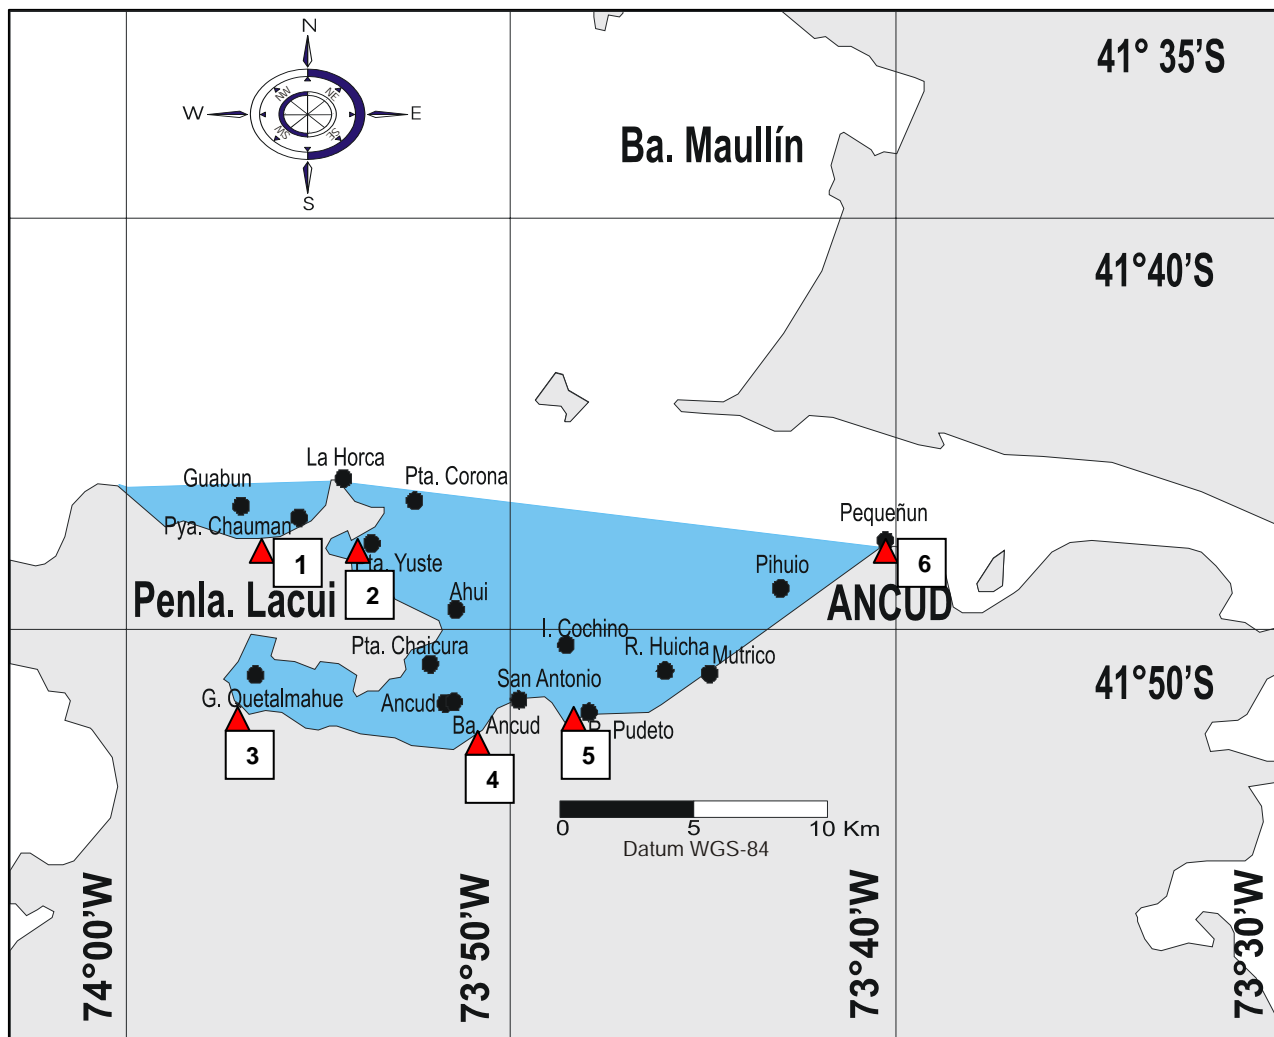 N
41° 35'S
NW
NE
W
E
SW
SE
S
Ba. Maullín
41°40'S
La Horca
Guabun
Pta. Corona
Pya. Chauman
Pequeñun
1
ta. Yuste
6
Pihuio
2
Penla. Lacui
Ahui
ANCUD
I. Cochino
Pta. Chaicura
R. Huicha
Mutrico
41°50'S
G. Quetalmahue
San Antonio
Ancud
Ba. Ancud
R. Pudeto
3
4
5
0
5
10 Km
Datum WGS-84
74°00'W
73°50'W
73°40'W
73°30'W